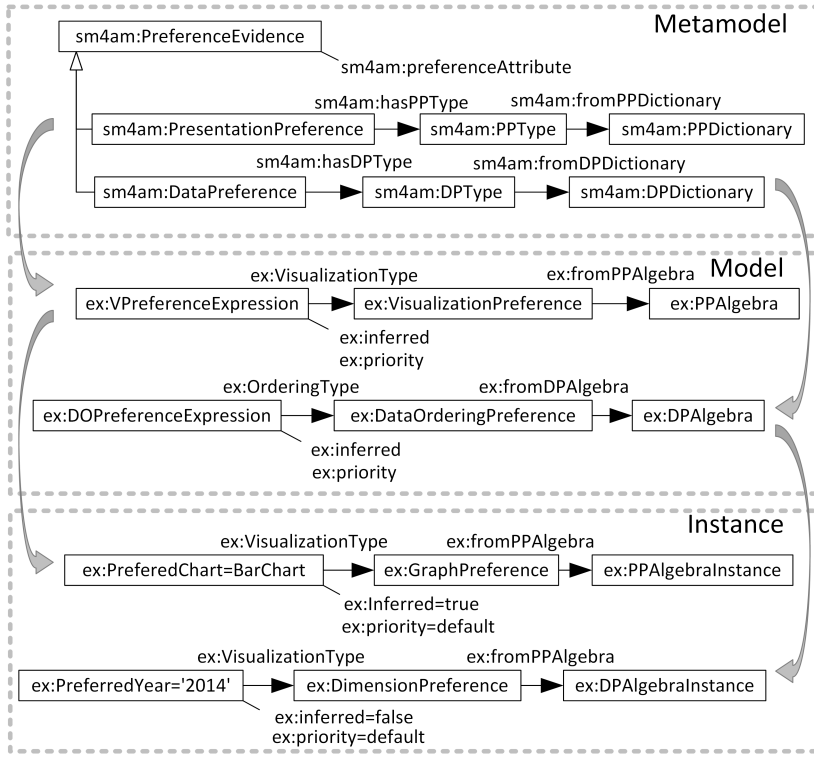 Metamodel
sm4am:PreferenceEvidence
sm4am:preferenceAttribute
sm4am:hasPPType
sm4am:fromPPDictionary
sm4am:PresentationPreference
sm4am:PPType
sm4am:PPDictionary
sm4am:hasDPType
sm4am:fromDPDictionary
sm4am:DataPreference
sm4am:DPType
sm4am:DPDictionary
Model
ex:VisualizationType
ex:fromPPAlgebra
ex:VPreferenceExpression
ex:VisualizationPreference
ex:PPAlgebra
ex:inferred
ex:priority
ex:OrderingType
ex:fromDPAlgebra
ex:DOPreferenceExpression
ex:DataOrderingPreference
ex:DPAlgebra
ex:inferred
ex:priority
Instance
ex:VisualizationType
ex:fromPPAlgebra
ex:PreferedChart=BarChart
ex:GraphPreference
ex:PPAlgebraInstance
ex:Inferred=true
ex:priority=default
ex:VisualizationType
ex:fromPPAlgebra
ex:PreferredYear='2014'
ex:DimensionPreference
ex:DPAlgebraInstance
ex:inferred=false
ex:priority=default